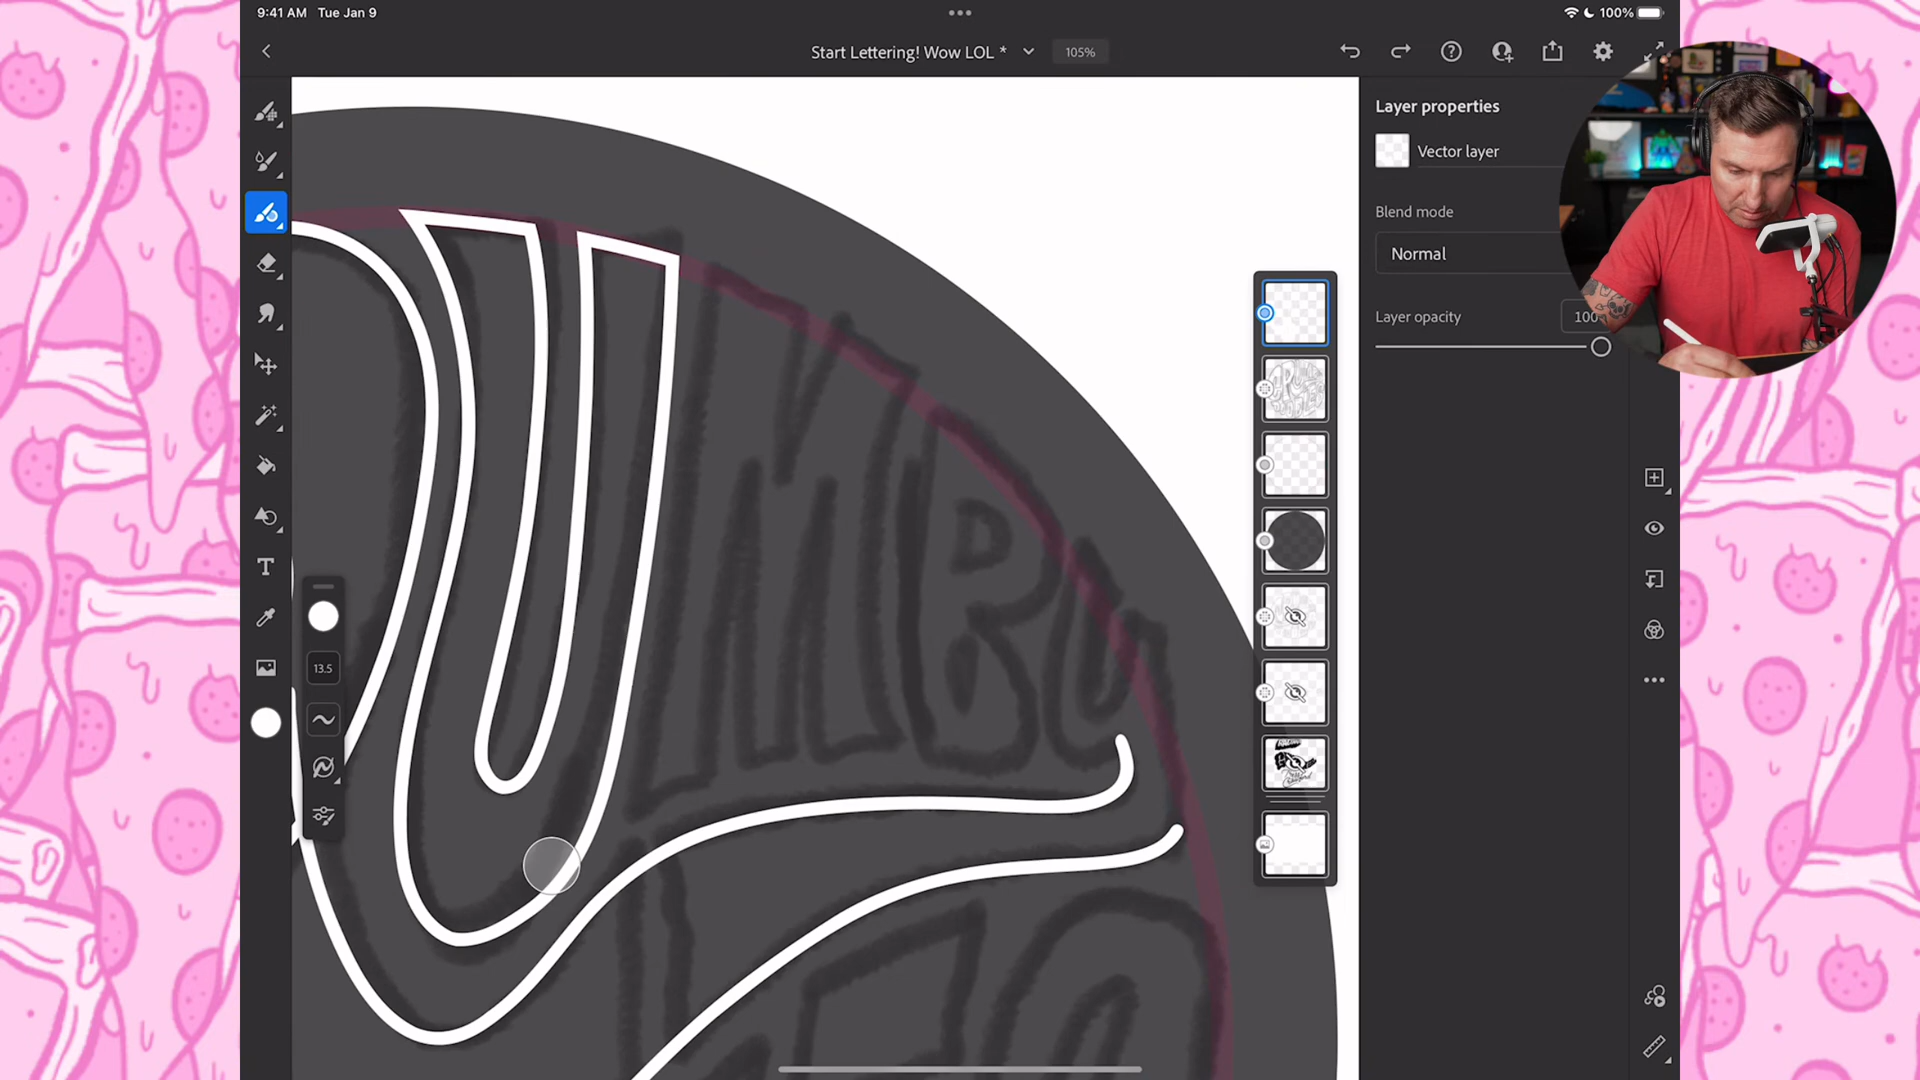 9:41 AM Tue Jan 9
100%
Start Lettering! Wow LOL *
105%
Layer properties
Vector layer
Blend mode
Normal
Layer opacity
100
13.5